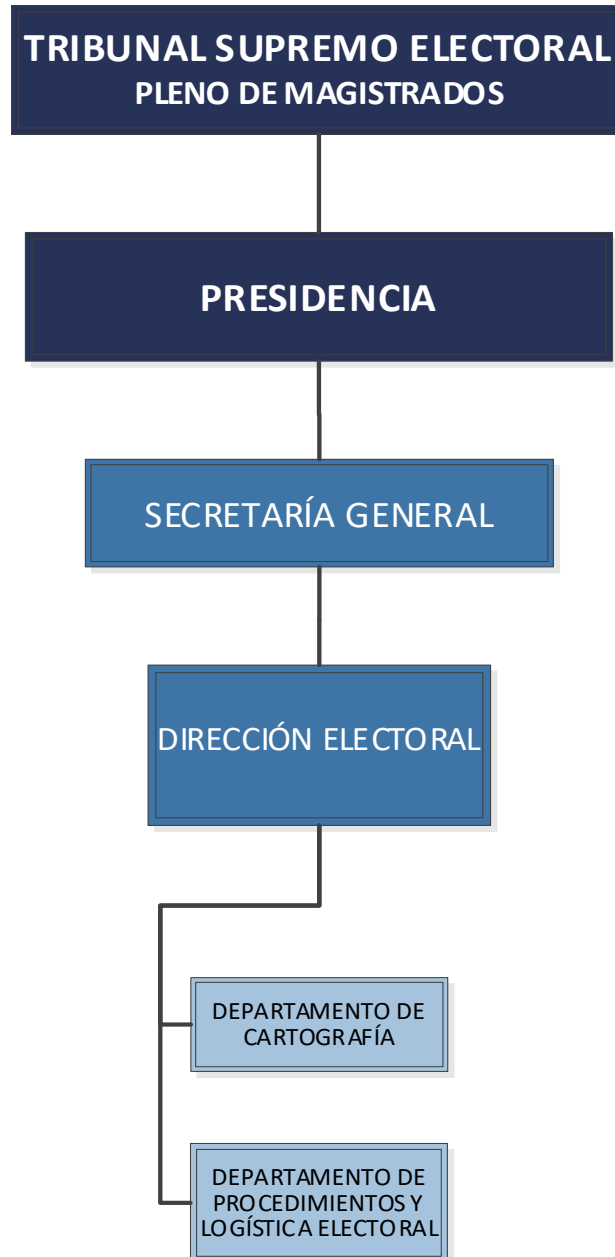 TRIBUNAL SUPREMO ELECTORAL
PLENO DE MAGISTRADOS
PRESIDENCIA
SECRETARÍA GENERAL
DIRECCIÓN ELECTORAL
DEPARTAMENTO DE
CARTOGRAFÍA
DEPARTAMENTO DE
PROCEDIMIENTOS Y
LOGÍSTICA ELECTORAL